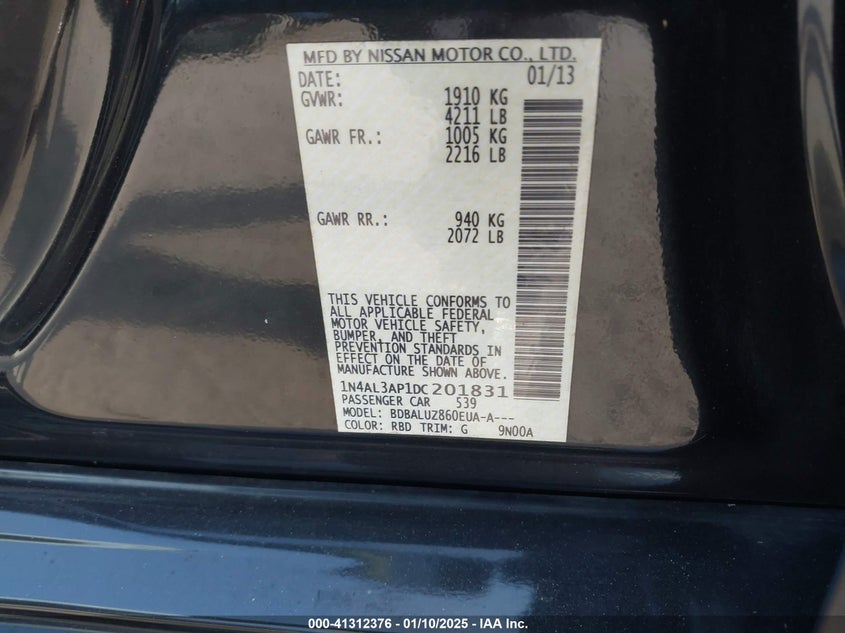 MFD BY NISSAN MOTOR CO., LTD.
DATE: 01/13
GVWR: 1910 KG
4211 LB
GAWR FR.: 1005 KG
2216 LB
GAWR RR.: 940 KG
2072 LB
THIS VEHICLE CONFORMS TO
ALL APPLICABLE FEDERAL
MOTOR VEHICLE SAFETY,
BUMPER, AND THEFT
PREVENTION STANDARDS IN
EFFECT ON THE DATE OF
MANUFACTURE SHOWN ABOVE.
1N4AL3AP1DC201831
PASSENGER CAR 539
MODEL: BDBALUZ860EUA-A---
COLOR: RBD TRIM: G 9N00A
000-41312376 — 01/10/2025 — © IAA Inc.